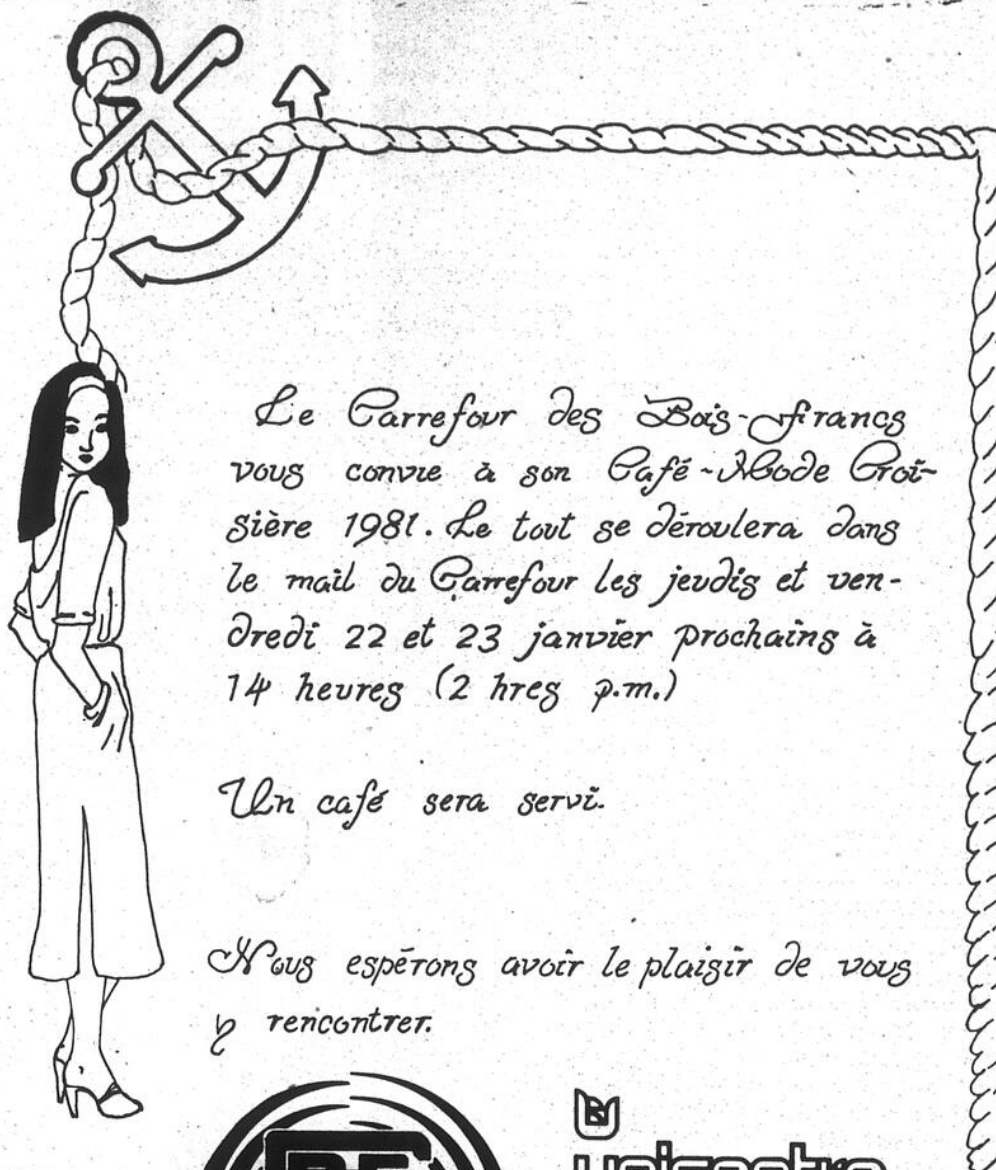 Le Carrefour des Bois-Francs
vous convie à son Café-Mode Croi-
sière 1981. Le tout se déroulera dans
le mail du Carrefour les jeudis et ven-
dredi 22 et 23 janvier prochains à
14 heures (2 hres p.m.)
Un café sera servi.
Nous espérons avoir le plaisir de vous
y rencontrer.